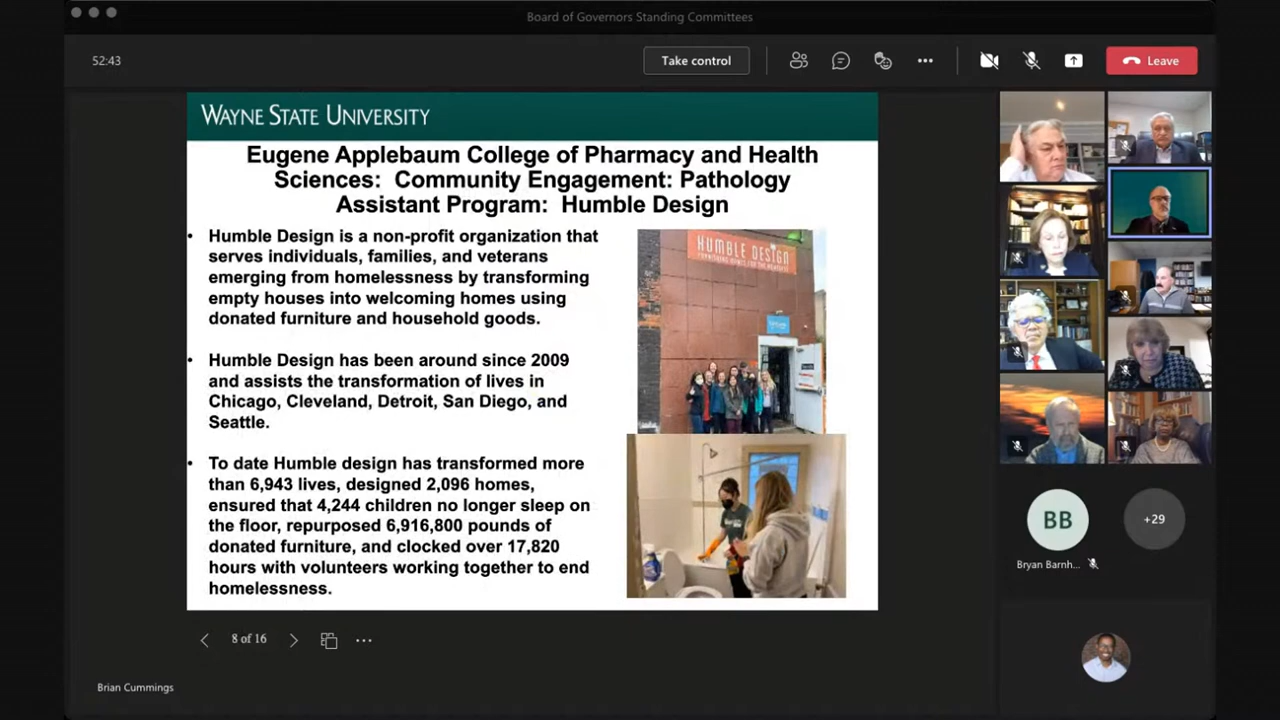 Board of Governors Standing Committees
52:43
Take control
Leave
WAYNE STATE UNIVERSITY
Eugene Applebaum College of Pharmacy and Health
Sciences: Community Engagement: Pathology
Assistant Program: Humble Design
• Humble Design is a non-profit organization that
serves individuals, families, and veterans
emerging from homelessness by transforming
empty houses into welcoming homes using
donated furniture and household goods.
• Humble Design has been around since 2009
and assists the transformation of lives in
Chicago, Cleveland, Detroit, San Diego, and
Seattle.
• To date Humble design has transformed more
than 6,943 lives, designed 2,096 homes,
ensured that 4,244 children no longer sleep on
the floor, repurposed 6,916,800 pounds of
donated furniture, and clocked over 17,820
hours with volunteers working together to end
homelessness.
HUMBLE DESIGN
BB
+29
Bryan Barnh...
8 of 16
Brian Cummings